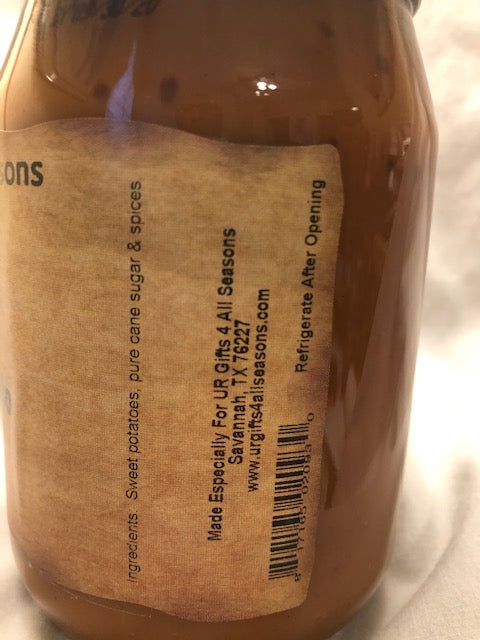 sons
Ingredients Sweet potatoes, pure cane sugar & spices
Made Especially For UR Gifts 4 All Seasons
Savannah, TX 76227
www.urgifts4allseasons.com
Refrigerate After Opening